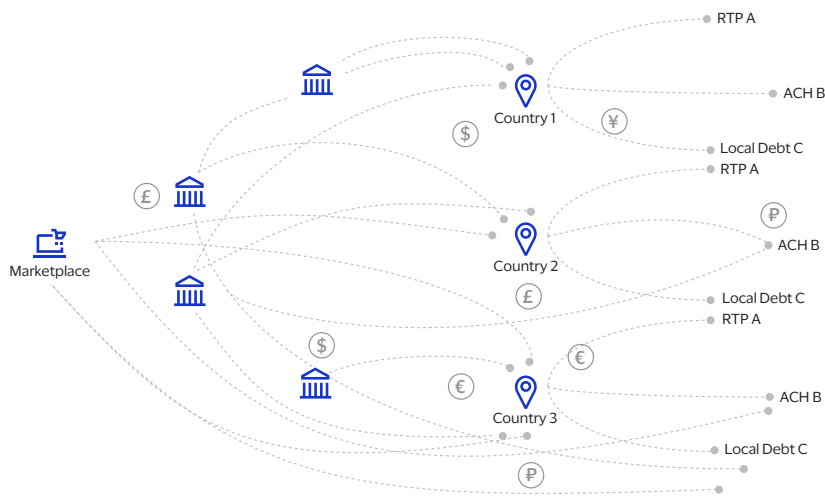 RTP A
ACH B
Country 1
$
¥
Local Debt C
RTP A
£
₽
Marketplace
Country 2
ACH B
£
Local Debt C
RTP A
$
€
€
ACH B
Country 3
Local Debt C
₽